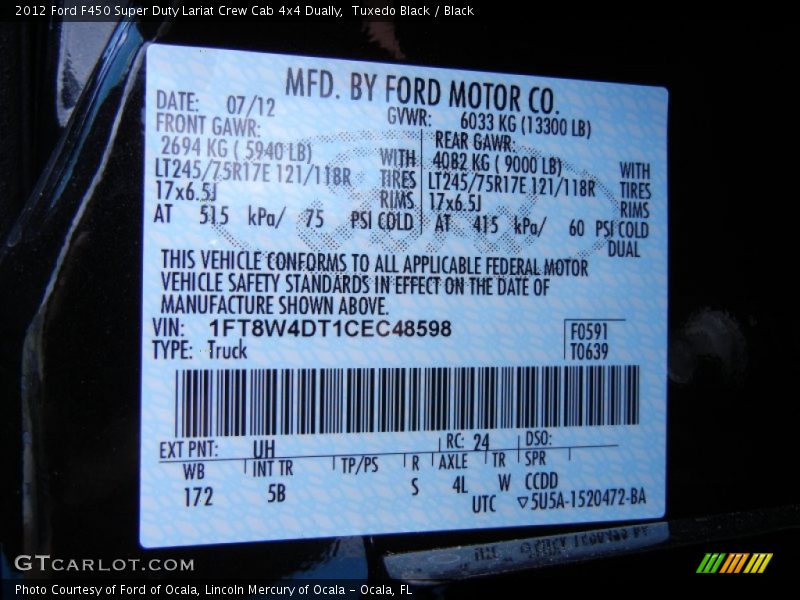 2012 Ford F450 Super Duty Lariat Crew Cab 4x4 Dually,  Tuxedo Black / Black
MFD. BY FORD MOTOR CO.
DATE: 07/12 GVWR: 6033 KG (13300 LB)
FRONT GAWR: REAR GAWR:
2694 KG ( 5940 LB) WITH 4082 KG ( 9000 LB) WITH
LT245/75R17E 121/118R TIRES LT245/75R17E 121/118R TIRES
17x6.5J RIMS 17x6.5J RIMS
AT 515 kPa/ 75 PSI COLD AT 415 kPa/ 60 PSI COLD
DUAL
THIS VEHICLE CONFORMS TO ALL APPLICABLE FEDERAL MOTOR
VEHICLE SAFETY STANDARDS IN EFFECT ON THE DATE OF
MANUFACTURE SHOWN ABOVE.
VIN: 1FT8W4DT1CEC48598 F0591
TYPE: Truck T0639
EXT PNT: UH RC: 24 DSO:
WB INT TR TP/PS R AXLE TR SPR
172 5B S 4L W CCDD
UTC ▽5U5A-1520472-BA
GTCARLOT.COM
Photo Courtesy of Ford of Ocala, Lincoln Mercury of Ocala - Ocala, FL